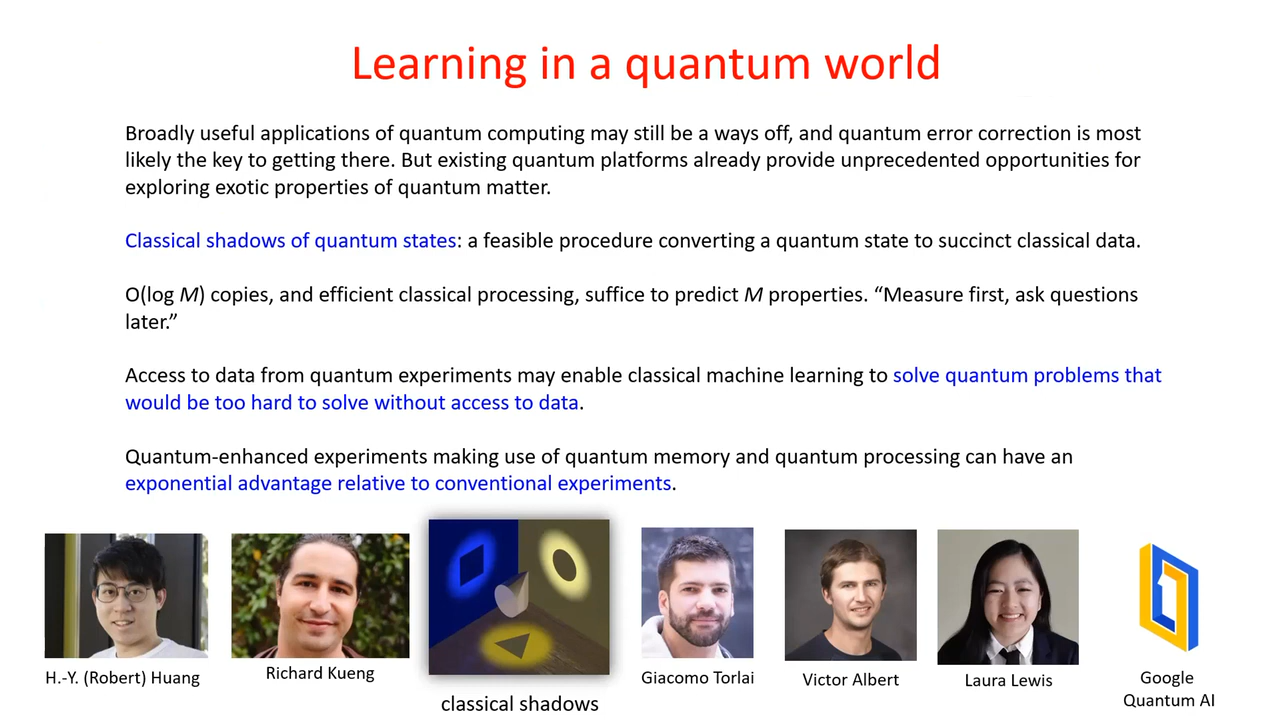 Learning in a quantum world
Broadly useful applications of quantum computing may still be a ways off, and quantum error correction is most
likely the key to getting there. But existing quantum platforms already provide unprecedented opportunities for
exploring exotic properties of quantum matter.
Classical shadows of quantum states: a feasible procedure converting a quantum state to succinct classical data.
O(log M) copies, and efficient classical processing, suffice to predict M properties. “Measure first, ask questions
later.”
Access to data from quantum experiments may enable classical machine learning to solve quantum problems that
would be too hard to solve without access to data.
Quantum-enhanced experiments making use of quantum memory and quantum processing can have an
exponential advantage relative to conventional experiments.
H.-Y. (Robert) Huang
Richard Kueng
classical shadows
Giacomo Torlai
Victor Albert
Laura Lewis
Google
Quantum AI